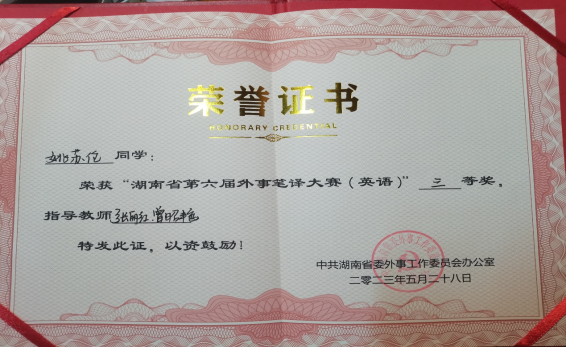 荣誉证书
HONORARY CREDENTIAL
同学：
荣获“湖南省第六届外事笔译大赛（英语）” 三 等奖。
指导教师
特发此证，以资鼓励！
中共湖南省委外事工作委员会办公室
二零二三年五月二十八日